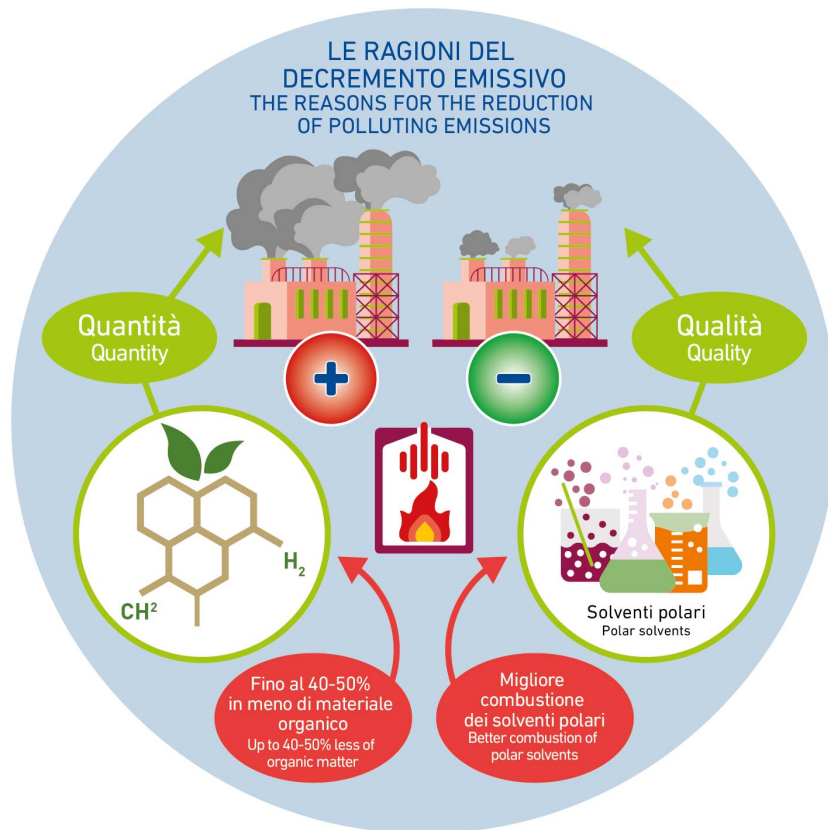 LE RAGIONI DEL
DECREMENTO EMISSIVO
THE REASONS FOR THE REDUCTION
OF POLLUTING EMISSIONS
Quantità
Quantity
Qualità
Quality
+
−
H₂
CH²
Solventi polari
Polar solvents
Fino al 40-50%
in meno di materiale
organico
Up to 40-50% less of
organic matter
Migliore
combustione
dei solventi polari
Better combustion of
polar solvents